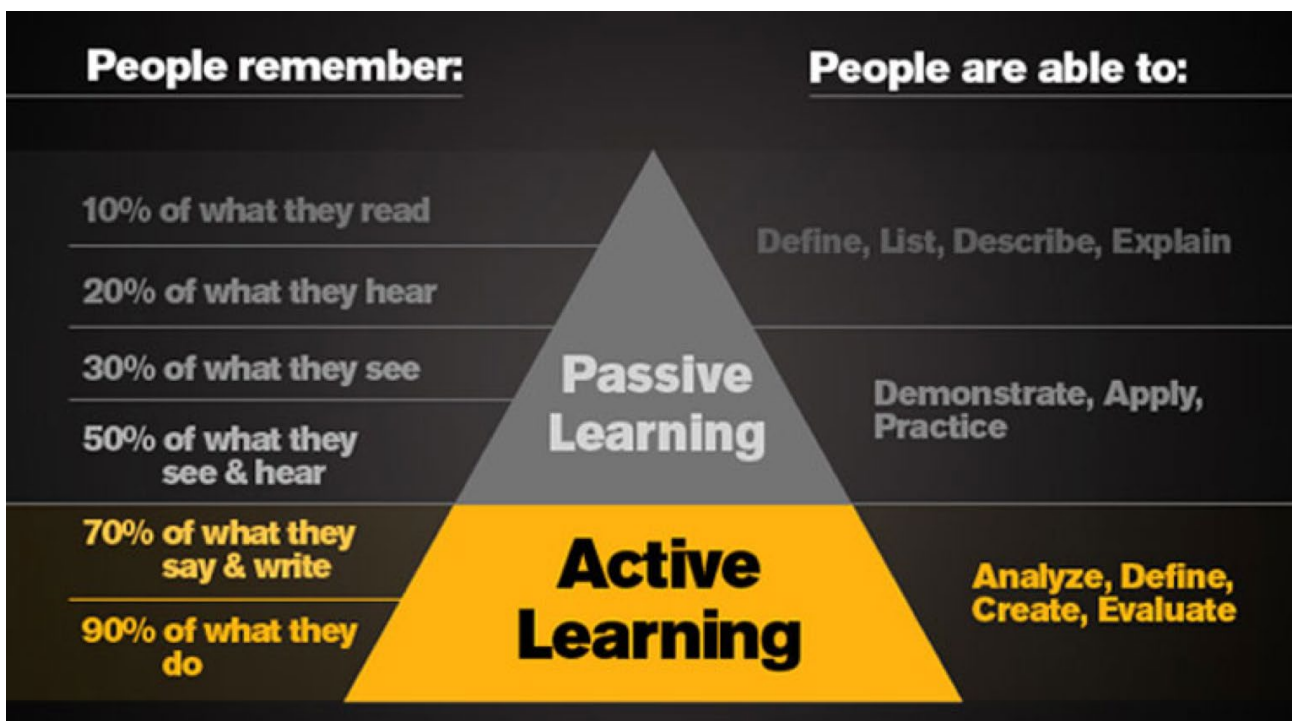 People remember:
People are able to:
10% of what they read
Define, List, Describe, Explain
20% of what they hear
30% of what they see
Passive
Learning
Demonstrate, Apply,
Practice
50% of what they
see & hear
70% of what they
say & write
Active
Learning
Analyze, Define,
Create, Evaluate
90% of what they
do